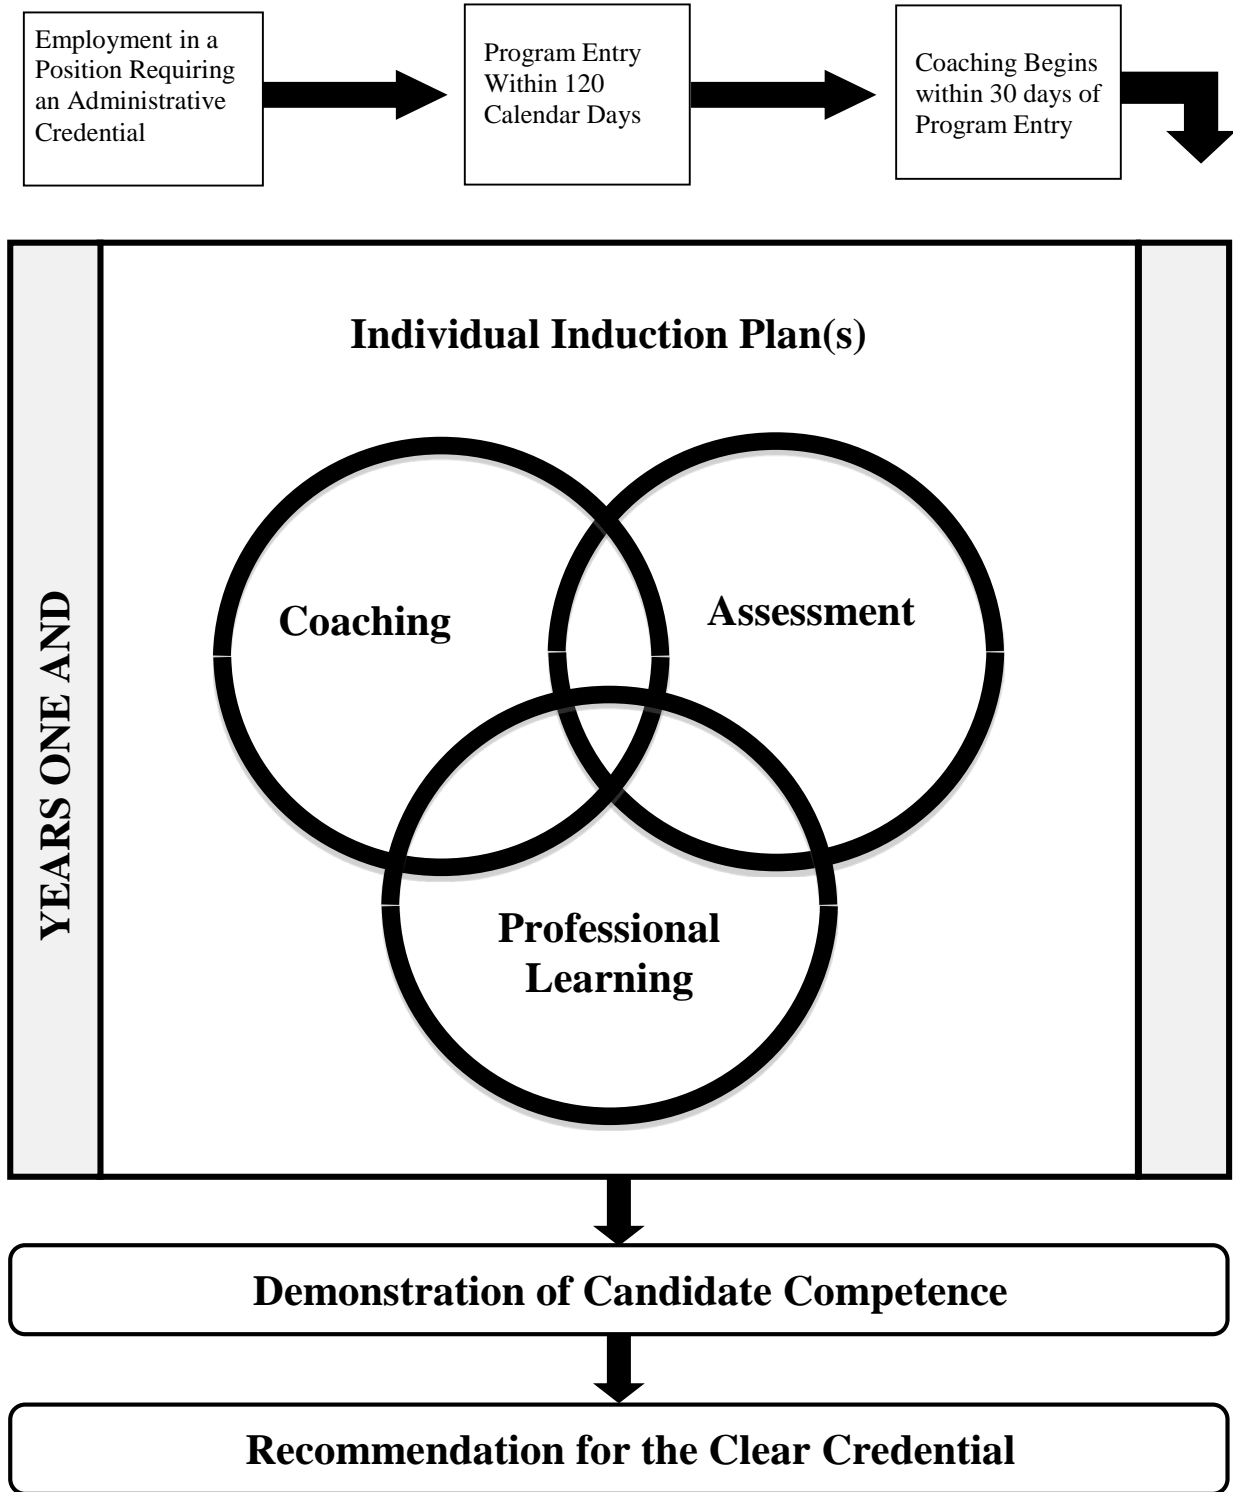 Employment in a
Position Requiring
an Administrative
Credential
Program Entry
Within 120
Calendar Days
Coaching Begins
within 30 days of
Program Entry
Individual Induction Plan(s)
YEARS ONE AND
Coaching
Assessment
Professional
Learning
Demonstration of Candidate Competence
Recommendation for the Clear Credential